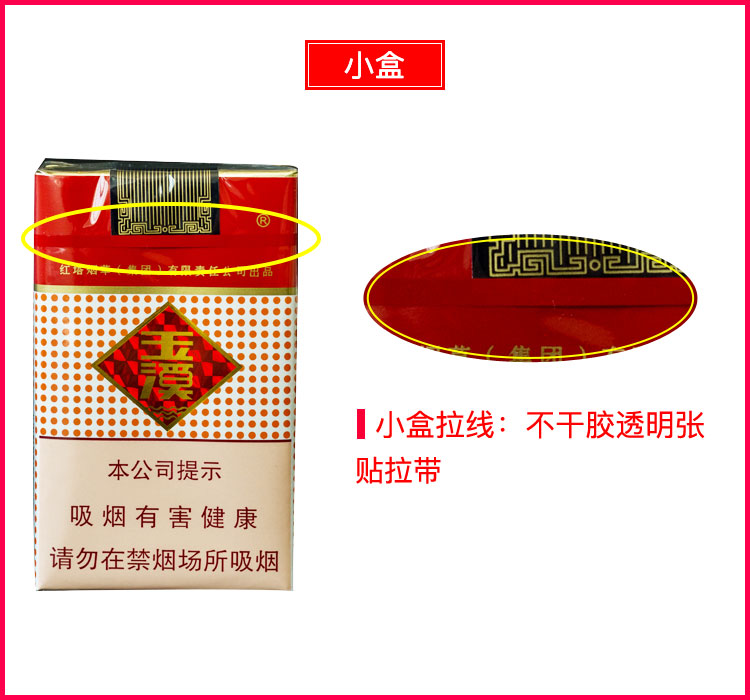 小盒
®
红塔烟草（集团）有限责任公司出品
玉溪
本公司提示
吸烟有害健康
请勿在禁烟场所吸烟
草（集团）有
小盒拉线：不干胶透明张
贴拉带